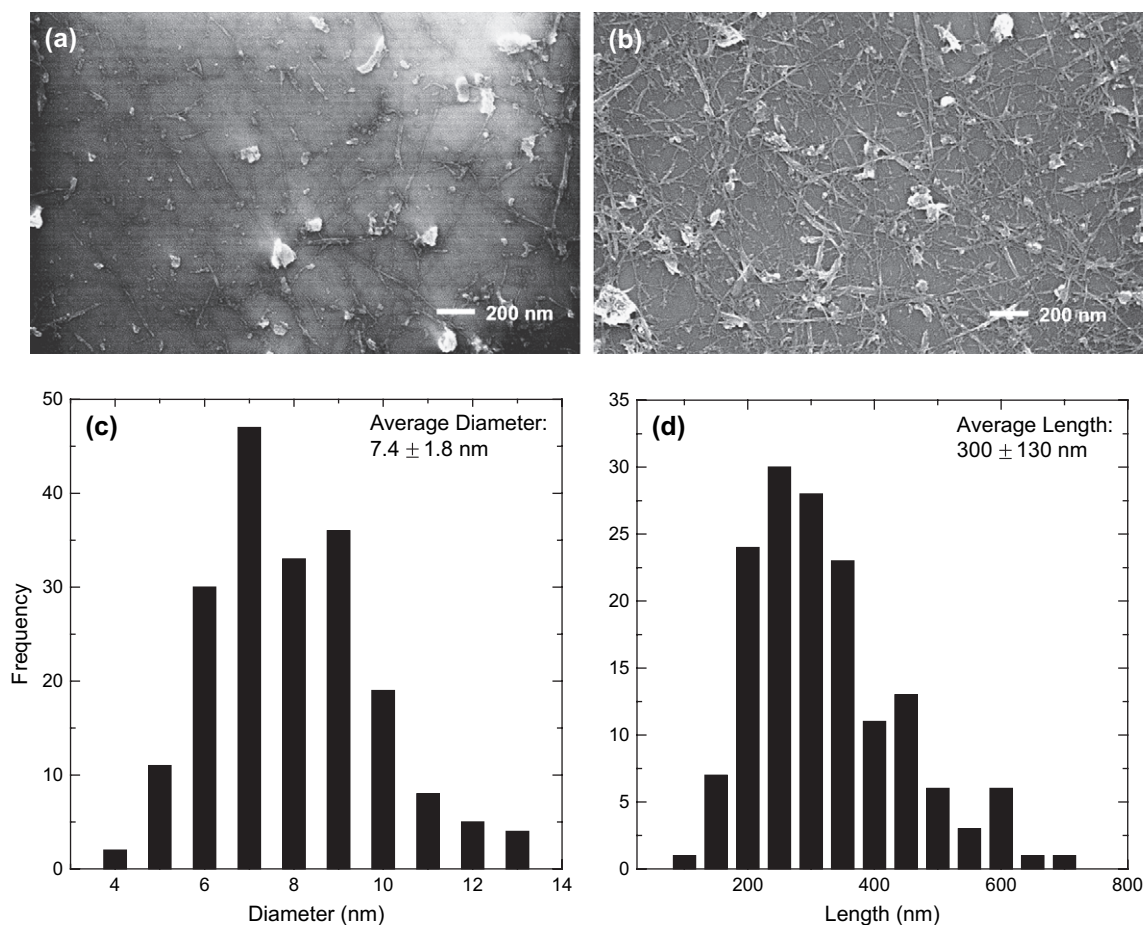 (a)
200 nm
(b)
200 nm
(c)
Average Diameter:
7.4 ± 1.8 nm
50
40
30
20
10
0
Frequency
4 6 8 10 12 14
Diameter (nm)
(d)
Average Length:
300 ± 130 nm
35
30
25
20
15
10
5
0
200 400 600 800
Length (nm)